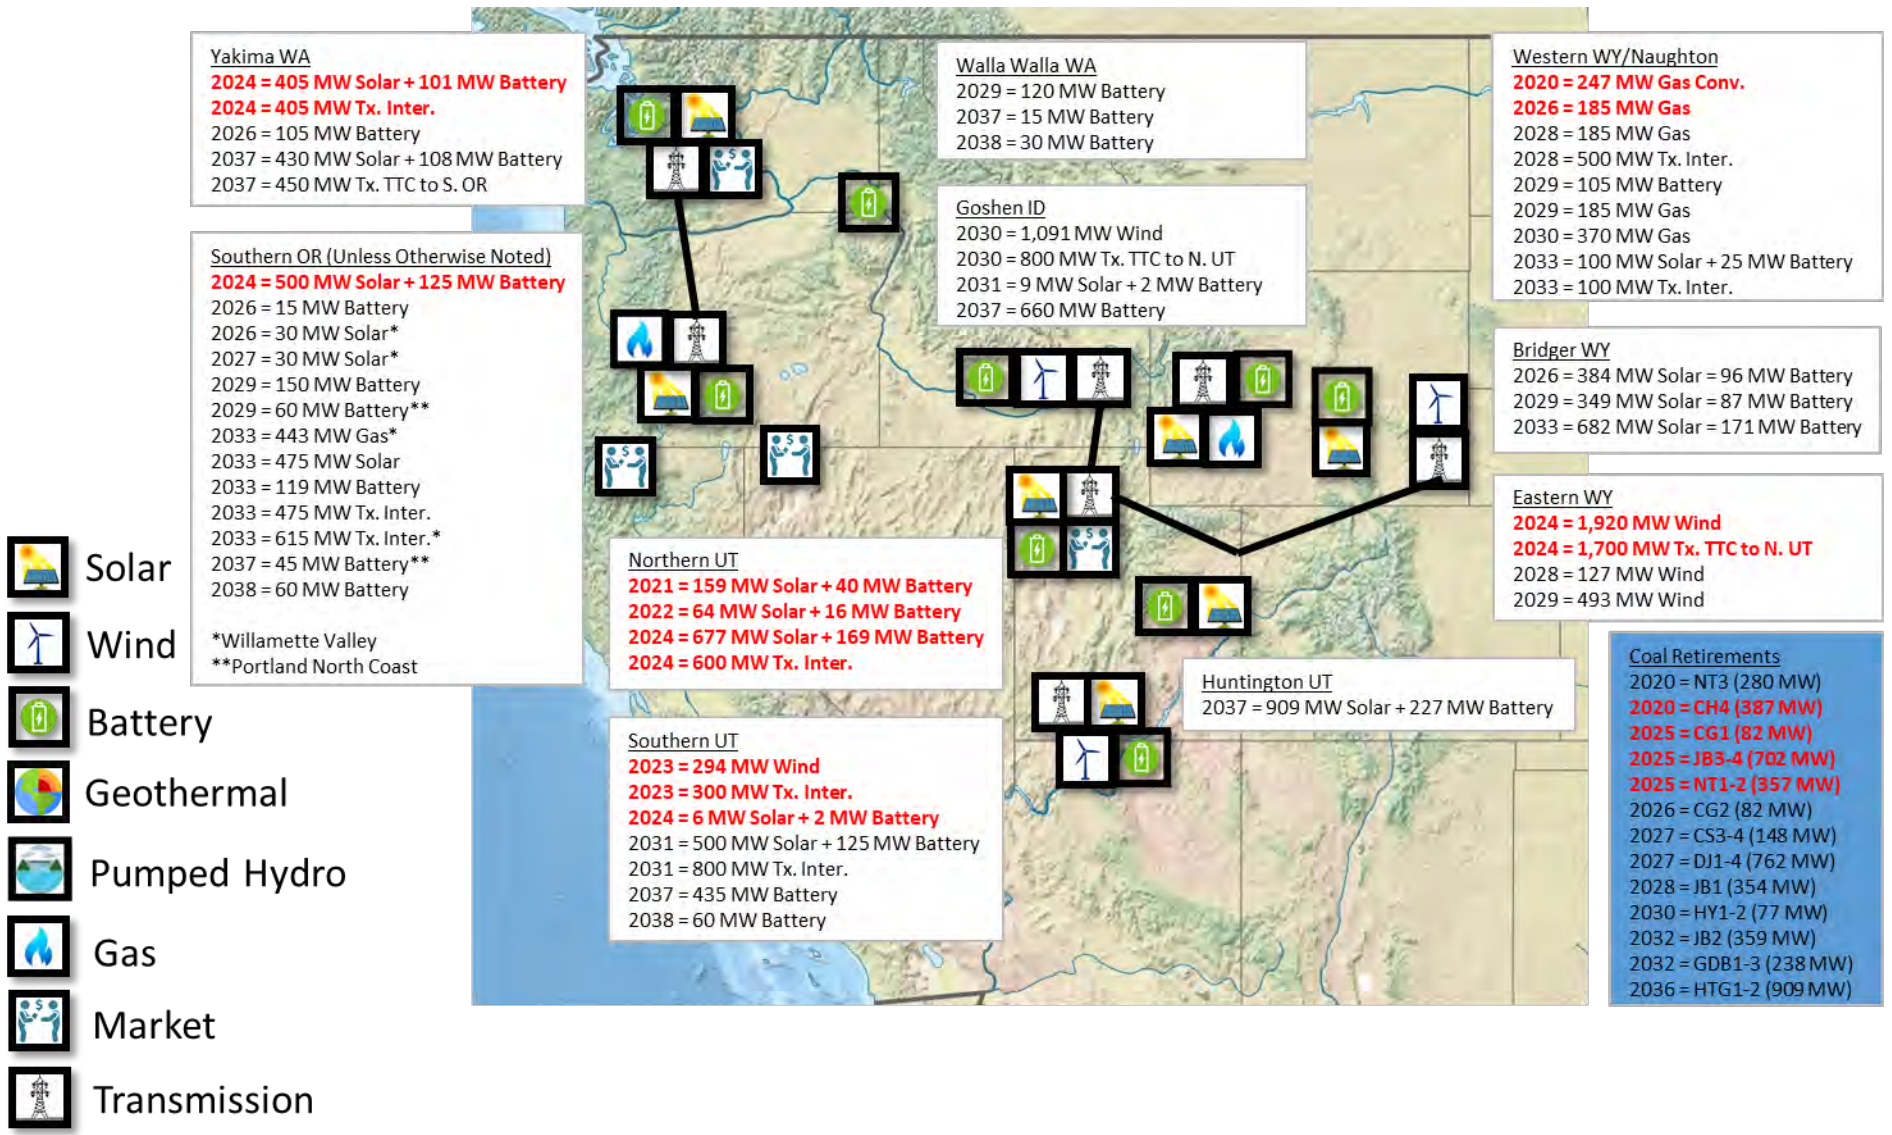 Yakima WA
2024 = 405 MW Solar + 101 MW Battery
2024 = 405 MW Tx. Inter.
2026 = 105 MW Battery
2037 = 430 MW Solar + 108 MW Battery
2037 = 450 MW Tx. TTC to S. OR
Southern OR (Unless Otherwise Noted)
2024 = 500 MW Solar + 125 MW Battery
2026 = 15 MW Battery
2026 = 30 MW Solar*
2027 = 30 MW Solar*
2029 = 150 MW Battery
2029 = 60 MW Battery**
2033 = 443 MW Gas*
2033 = 475 MW Solar
2033 = 119 MW Battery
2033 = 475 MW Tx. Inter.
2033 = 615 MW Tx. Inter.*
2037 = 45 MW Battery**
2038 = 60 MW Battery
*Willamette Valley
**Portland North Coast
Walla Walla WA
2029 = 120 MW Battery
2037 = 15 MW Battery
2038 = 30 MW Battery
Goshen ID
2030 = 1,091 MW Wind
2030 = 800 MW Tx. TTC to N. UT
2031 = 9 MW Solar + 2 MW Battery
2037 = 660 MW Battery
Western WY/Naughton
2020 = 247 MW Gas Conv.
2026 = 185 MW Gas
2028 = 185 MW Gas
2028 = 500 MW Tx. Inter.
2029 = 105 MW Battery
2029 = 185 MW Gas
2030 = 370 MW Gas
2033 = 100 MW Solar + 25 MW Battery
2033 = 100 MW Tx. Inter.
Bridger WY
2026 = 384 MW Solar = 96 MW Battery
2029 = 349 MW Solar = 87 MW Battery
2033 = 682 MW Solar = 171 MW Battery
Eastern WY
2024 = 1,920 MW Wind
2024 = 1,700 MW Tx. TTC to N. UT
2028 = 127 MW Wind
2029 = 493 MW Wind
Northern UT
2021 = 159 MW Solar + 40 MW Battery
2022 = 64 MW Solar + 16 MW Battery
2024 = 677 MW Solar + 169 MW Battery
2024 = 600 MW Tx. Inter.
Huntington UT
2037 = 909 MW Solar + 227 MW Battery
Southern UT
2023 = 294 MW Wind
2023 = 300 MW Tx. Inter.
2024 = 6 MW Solar + 2 MW Battery
2031 = 500 MW Solar + 125 MW Battery
2031 = 800 MW Tx. Inter.
2037 = 435 MW Battery
2038 = 60 MW Battery
Coal Retirements
2020 = NT3 (280 MW)
2020 = CH4 (387 MW)
2025 = CG1 (82 MW)
2025 = JB3-4 (702 MW)
2025 = NT1-2 (357 MW)
2026 = CG2 (82 MW)
2027 = CS3-4 (148 MW)
2027 = DJ1-4 (762 MW)
2028 = JB1 (354 MW)
2030 = HY1-2 (77 MW)
2032 = JB2 (359 MW)
2032 = GDB1-3 (238 MW)
2036 = HTG1-2 (909 MW)
Solar
Wind
Battery
Geothermal
Pumped Hydro
Gas
Market
Transmission